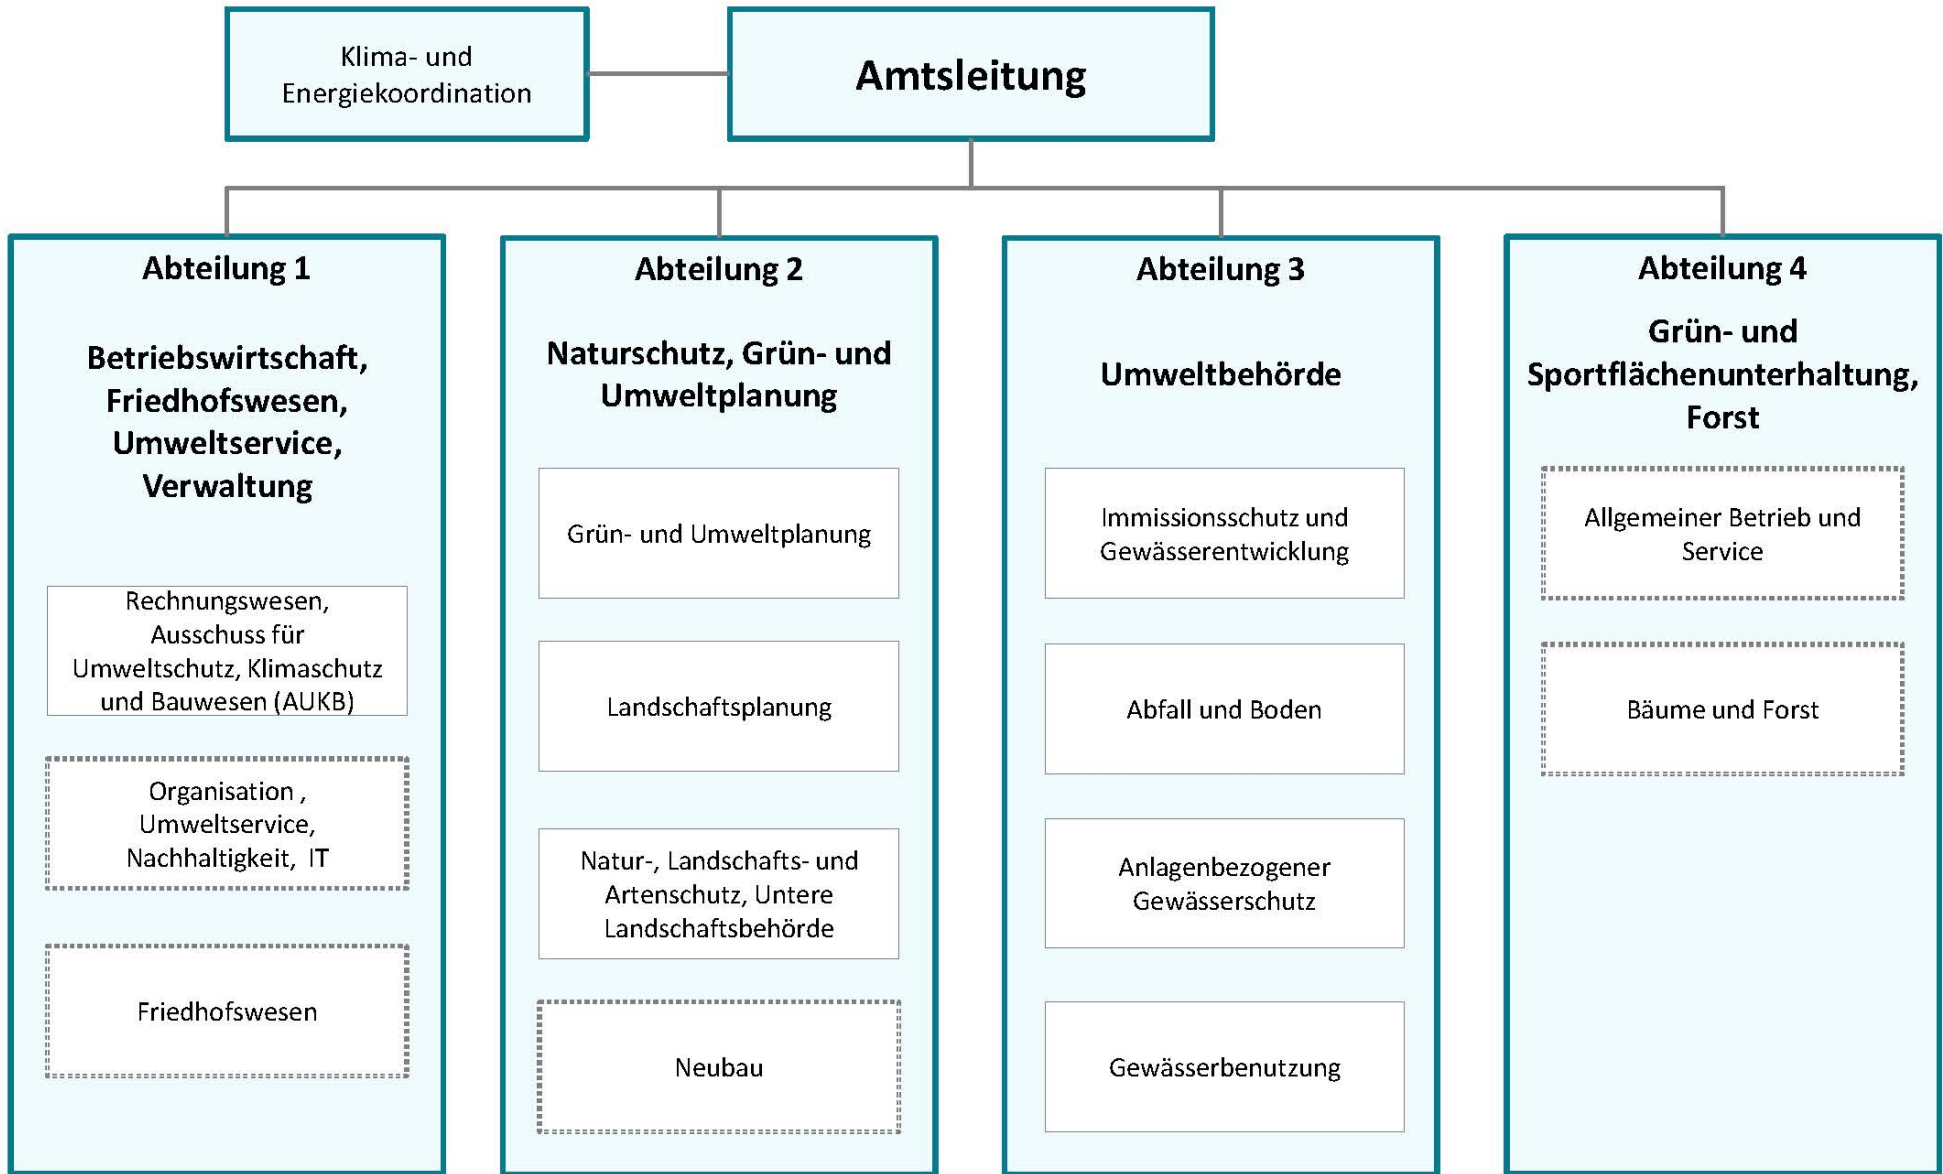 Klima- und
Energiekoordination
Amtsleitung
Abteilung 1
Betriebswirtschaft,
Friedhofswesen,
Umweltservice,
Verwaltung
Rechnungswesen,
Ausschuss für
Umweltschutz, Klimaschutz
und Bauwesen (AUKB)
Organisation ,
Umweltservice,
Nachhaltigkeit, IT
Friedhofswesen
Abteilung 2
Naturschutz, Grün- und
Umweltplanung
Grün- und Umweltplanung
Landschaftsplanung
Natur-, Landschafts- und
Artenschutz, Untere
Landschaftsbehörde
Neubau
Abteilung 3
Umweltbehörde
Immissionsschutz und
Gewässerentwicklung
Abfall und Boden
Anlagenbezogener
Gewässerschutz
Gewässerbenutzung
Abteilung 4
Grün- und
Sportflächenunterhaltung,
Forst
Allgemeiner Betrieb und
Service
Bäume und Forst